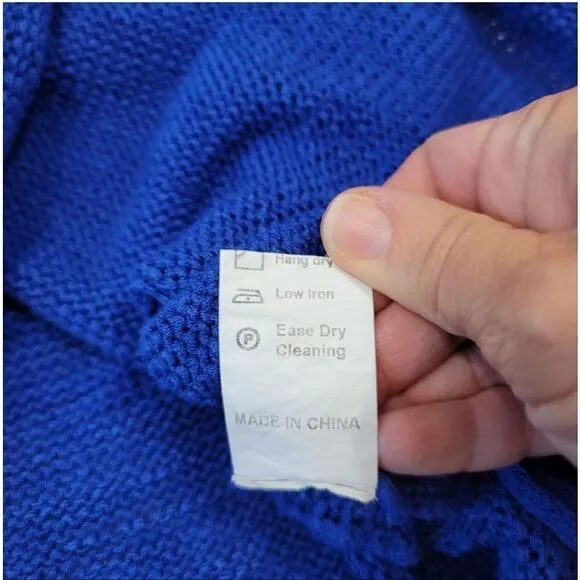 Hang dry
Low Iron
P
Ease Dry
Cleaning
MADE IN CHINA